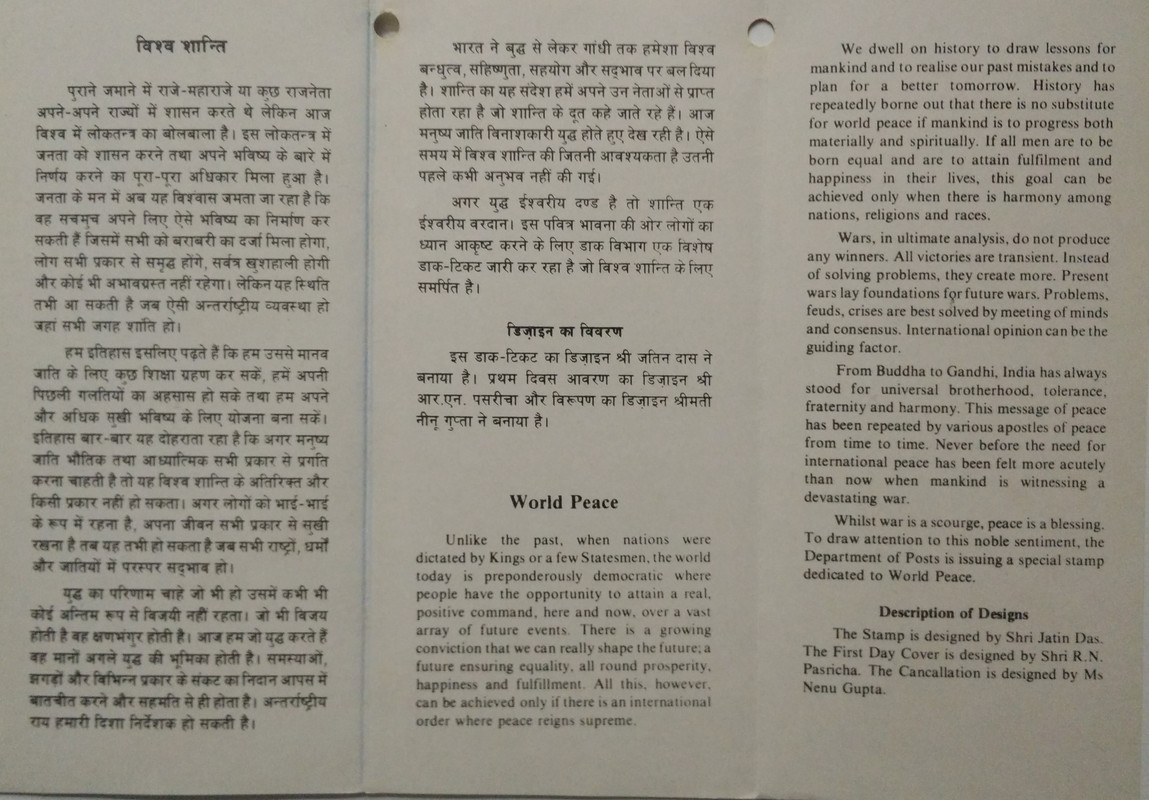 विश्व शान्ति
पुराने जमाने में राजे-महाराजे या कुछ राजनेता
अपने-अपने राज्यों में शासन करते थे लेकिन आज
विश्व में लोकतन्त्र का बोलबाला है। इस लोकतन्त्र में
जनता को शासन करने तथा अपने भविष्य के बारे में
निर्णय करने का पूरा-पूरा अधिकार मिला हुआ है।
जनता के मन में अब यह विश्वास जमता जा रहा है कि
वह सचमुच अपने लिए ऐसे भविष्य का निर्माण कर
सकती हैं जिसमें सभी को बराबरी का दर्जा मिला होगा,
लोग सभी प्रकार से समृद्ध होंगे, सर्वत्र खुशहाली होगी
और कोई भी अभावग्रस्त नहीं रहेगा। लेकिन यह स्थिति
तभी आ सकती है जब ऐसी अन्तर्राष्ट्रीय व्यवस्था हो
जहां सभी जगह शांति हो।
हम इतिहास इसलिए पढ़ते हैं कि हम उससे मानव
जाति के लिए कुछ शिक्षा ग्रहण कर सकें, हमें अपनी
पिछली गलतियों का अहसास हो सके तथा हम अपने
और अधिक सुखी भविष्य के लिए योजना बना सकें।
इतिहास बार-बार यह दोहराता रहा है कि अगर मनुष्य
जाति भौतिक तथा आध्यात्मिक सभी प्रकार से प्रगति
करना चाहती है तो यह विश्व शान्ति के अतिरिक्त और
किसी प्रकार नहीं हो सकता। अगर लोगों को भाई-भाई
के रूप में रहना है, अपना जीवन सभी प्रकार से सुखी
रखना है तब यह तभी हो सकता है जब सभी राष्ट्रों, धर्मों
और जातियों में परस्पर सद्भाव हो।
युद्ध का परिणाम चाहे जो भी हो उसमें कभी भी
कोई अन्तिम रूप से विजयी नहीं रहता। जो भी विजय
होती है वह क्षणभंगुर होती है। आज हम जो युद्ध करते हैं
वह मानों अगले युद्ध की भूमिका होती है। समस्याओं,
झगड़ों और विभिन्न प्रकार के संकट का निदान आपस में
बातचीत करने और सहमति से ही होता है। अन्तर्राष्ट्रीय
राय हमारी दिशा निर्देशक हो सकती है।
भारत ने बुद्ध से लेकर गांधी तक हमेशा विश्व
बन्धुत्व, सहिष्णुता, सहयोग और सद्भाव पर बल दिया
है। शान्ति का यह संदेश हमें अपने उन नेताओं से प्राप्त
होता रहा है जो शान्ति के दूत कहे जाते रहे हैं। आज
मनुष्य जाति विनाशकारी युद्ध होते हुए देख रही है। ऐसे
समय में विश्व शान्ति की जितनी आवश्यकता है उतनी
पहले कभी अनुभव नहीं की गई।
अगर युद्ध ईश्वरीय दण्ड है तो शान्ति एक
ईश्वरीय वरदान। इस पवित्र भावना की ओर लोगों का
ध्यान आकृष्ट करने के लिए डाक विभाग एक विशेष
डाक-टिकट जारी कर रहा है जो विश्व शान्ति के लिए
समर्पित है।
डिज़ाइन का विवरण
इस डाक-टिकट का डिज़ाइन श्री जतिन दास ने
बनाया है। प्रथम दिवस आवरण का डिज़ाइन श्री
आर.एन. पसरीचा और विरूपण का डिज़ाइन श्रीमती
नीनू गुप्ता ने बनाया है।
World Peace
Unlike the past, when nations were
dictated by Kings or a few Statesmen, the world
today is preponderously democratic where
people have the opportunity to attain a real,
positive command, here and now, over a vast
array of future events. There is a growing
conviction that we can really shape the future; a
future ensuring equality, all round prosperity,
happiness and fulfillment. All this, however,
can be achieved only if there is an international
order where peace reigns supreme.
We dwell on history to draw lessons for
mankind and to realise our past mistakes and to
plan for a better tomorrow. History has
repeatedly borne out that there is no substitute
for world peace if mankind is to progress both
materially and spiritually. If all men are to be
born equal and are to attain fulfilment and
happiness in their lives, this goal can be
achieved only when there is harmony among
nations, religions and races.
Wars, in ultimate analysis, do not produce
any winners. All victories are transient. Instead
of solving problems, they create more. Present
wars lay foundations for future wars. Problems,
feuds, crises are best solved by meeting of minds
and consensus. International opinion can be the
guiding factor.
From Buddha to Gandhi, India has always
stood for universal brotherhood, tolerance,
fraternity and harmony. This message of peace
has been repeated by various apostles of peace
from time to time. Never before the need for
international peace has been felt more acutely
than now when mankind is witnessing a
devastating war.
Whilst war is a scourge, peace is a blessing.
To draw attention to this noble sentiment, the
Department of Posts is issuing a special stamp
dedicated to World Peace.
Description of Designs
The Stamp is designed by Shri Jatin Das.
The First Day Cover is designed by Shri R.N.
Pasricha. The Cancallation is designed by Ms
Nenu Gupta.